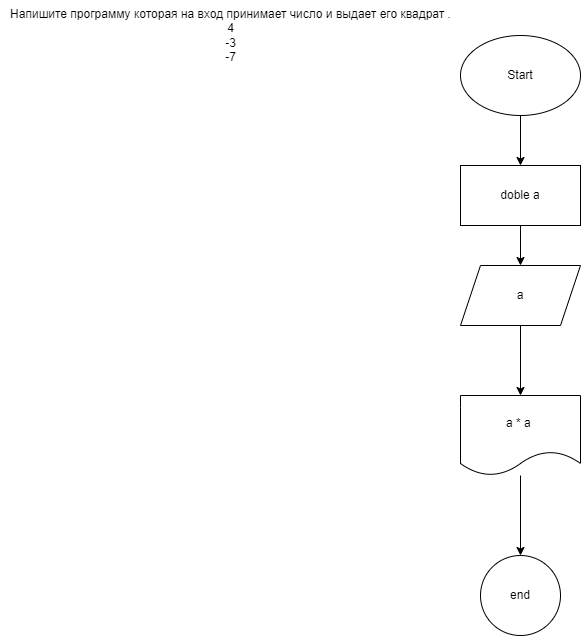 Напишите программу которая на вход принимает число и выдает его квадрат .
4
-3
-7
Start
doble a
a
a * a
end